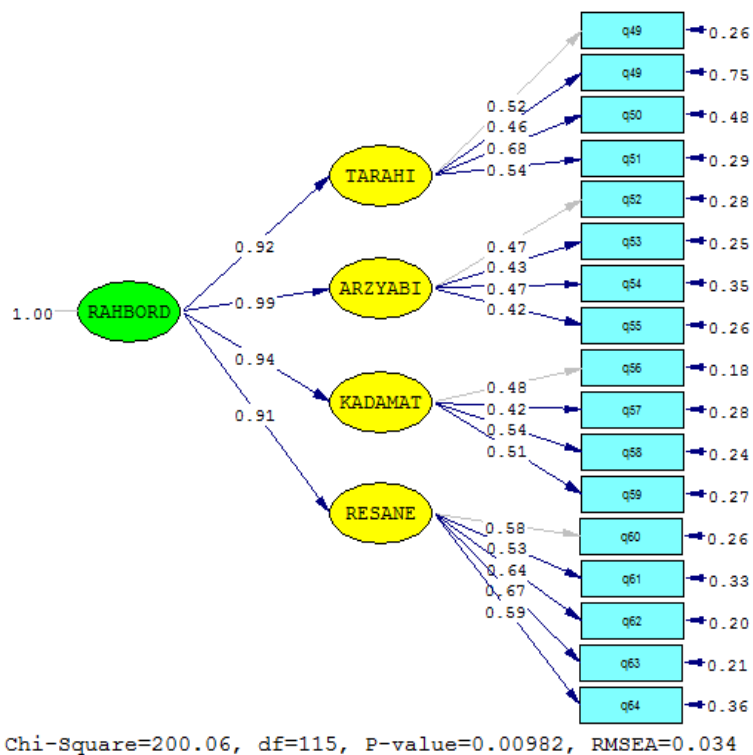 q49 0.26
q49 0.75
q50 0.48
q51 0.29
q52 0.28
q53 0.25
q54 0.35
q55 0.26
q56 0.18
q57 0.28
q58 0.24
q59 0.27
q60 0.26
q61 0.33
q62 0.20
q63 0.21
q64 0.36
0.52
0.46
0.68
0.54
TARAHI
0.47
0.43
0.47
0.42
ARZYABI
0.48
0.42
0.54
0.51
KADAMAT
0.58
0.53
0.64
0.67
0.59
RESANE
0.92
0.99
0.94
0.91
1.00 RAHBORD
Chi-Square=200.06, df=115, P-value=0.00982, RMSEA=0.034